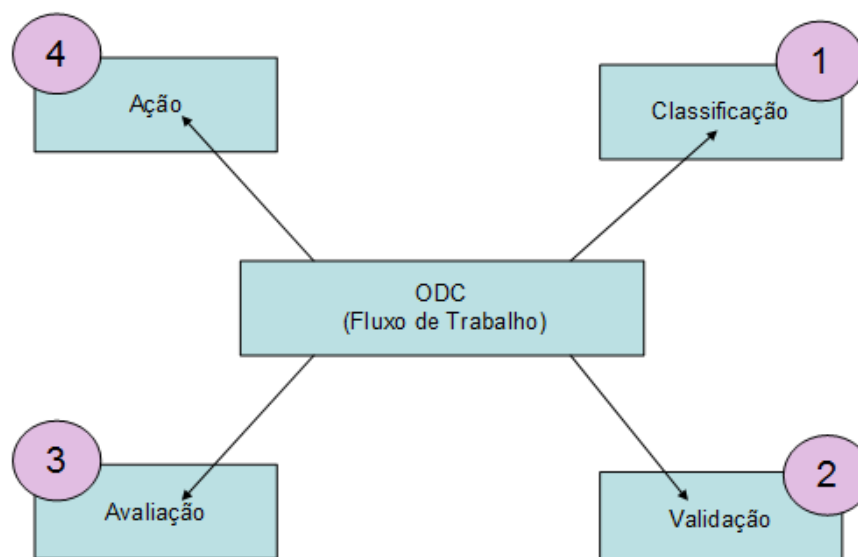 4
Ação
1
Classificação
ODC
(Fluxo de Trabalho)
3
Avaliação
2
Validação